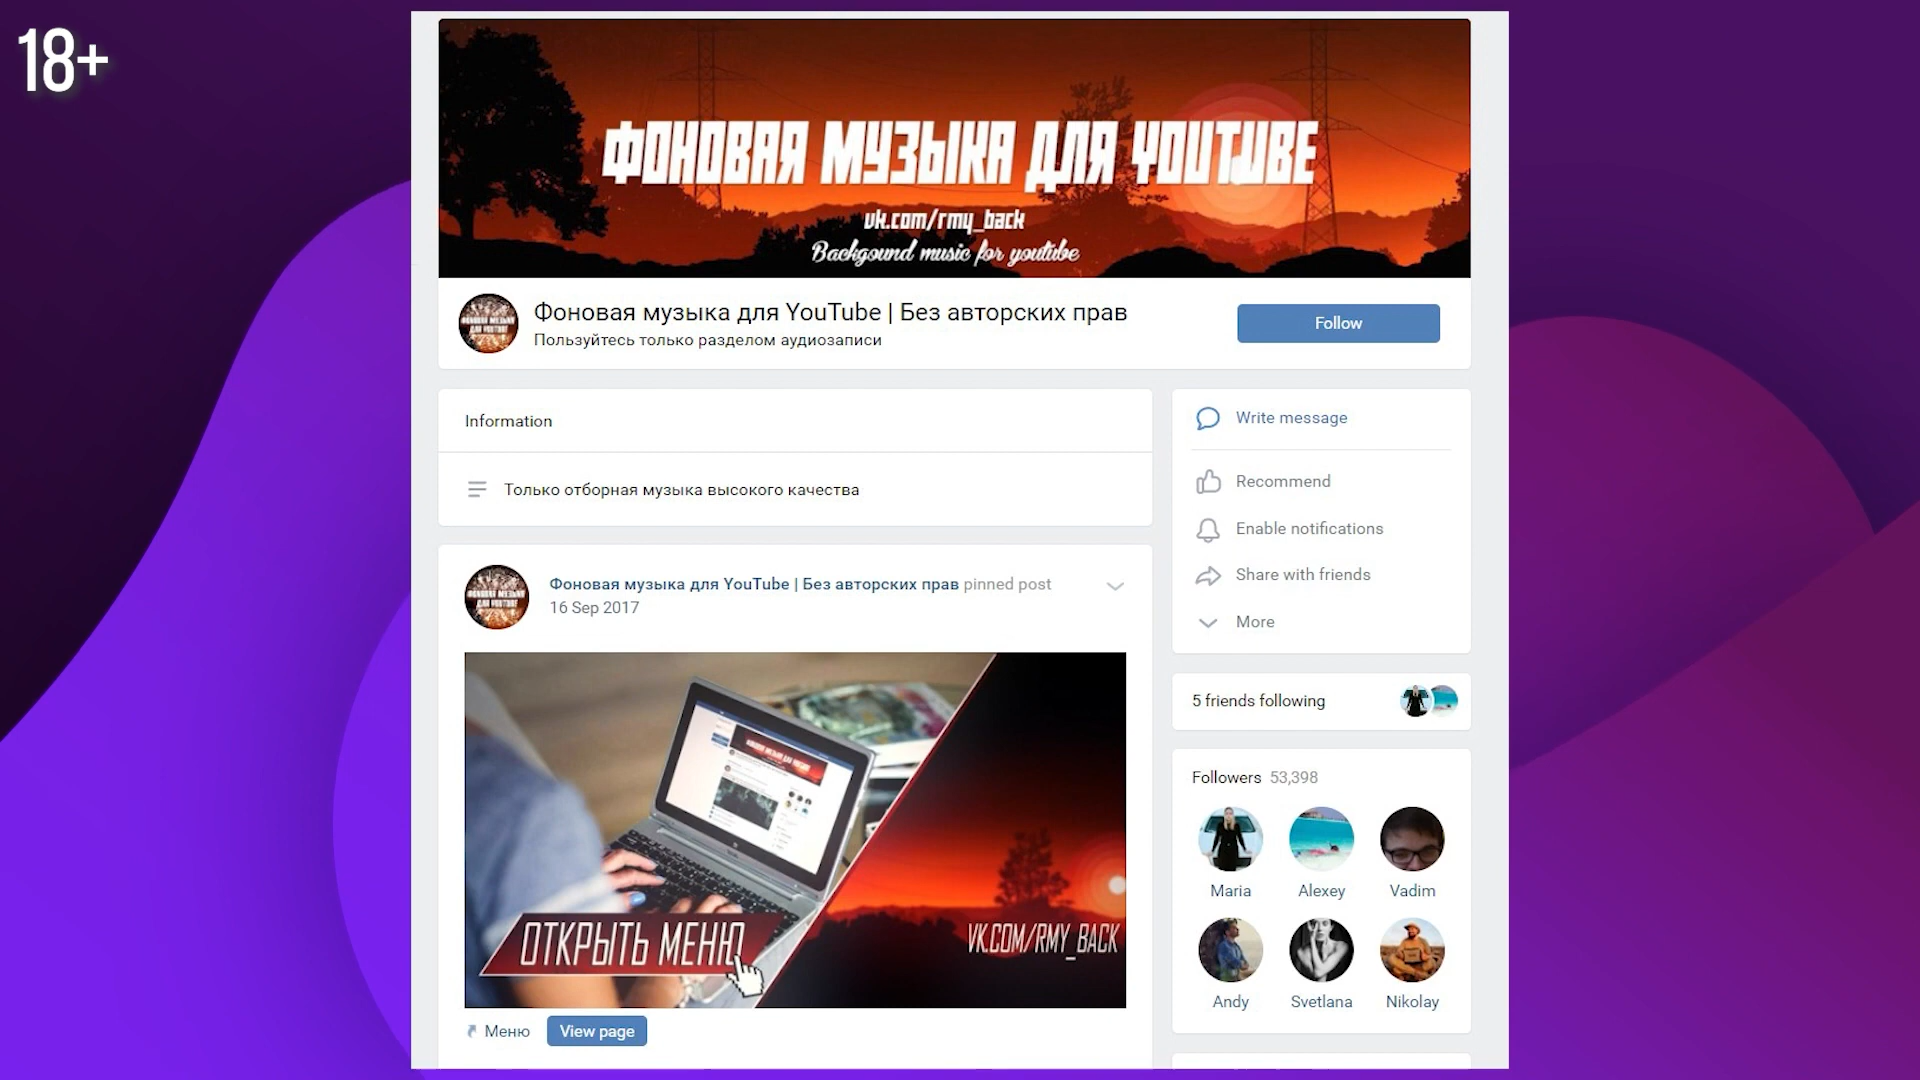 18+
ФОНОВАЯ МУЗЫКА ДЛЯ YOUTUBE
vk.com/rmy_back
Backgound music for youtube
Фоновая музыка для YouTube | Без авторских прав
Пользуйтесь только разделом аудиозаписи
Follow
Information
Только отборная музыка высокого качества
Фоновая музыка для YouTube | Без авторских прав pinned post
16 Sep 2017
ОТКРЫТЬ МЕНЮ
VK.COM/RMY_BACK
Меню
View page
Write message
Recommend
Enable notifications
Share with friends
More
5 friends following
Followers 53,398
Maria
Alexey
Vadim
Andy
Svetlana
Nikolay